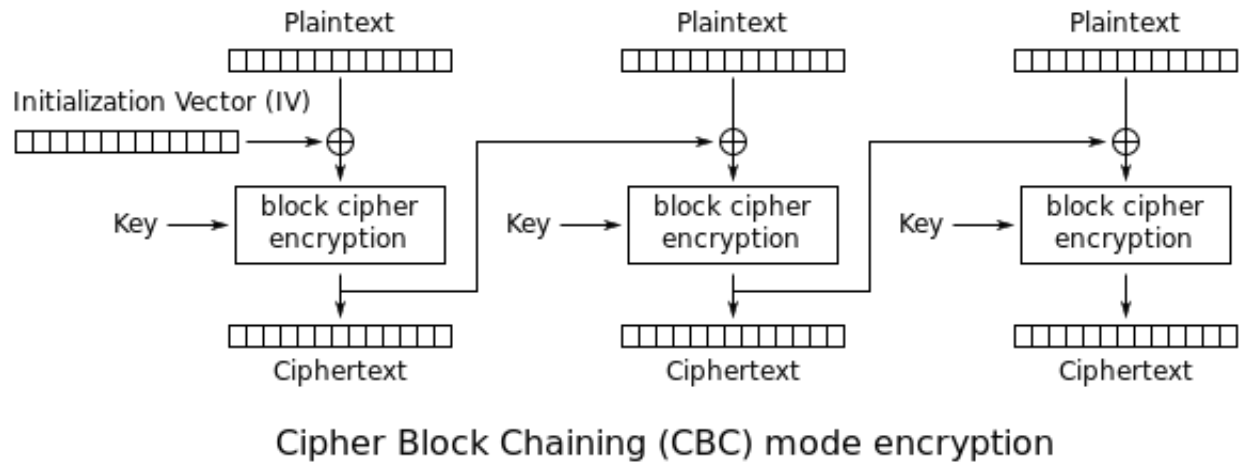 Plaintext
Plaintext
Plaintext
Initialization Vector (IV)
Key
block cipher
encryption
Key
block cipher
encryption
Key
block cipher
encryption
Ciphertext
Ciphertext
Ciphertext
Cipher Block Chaining (CBC) mode encryption